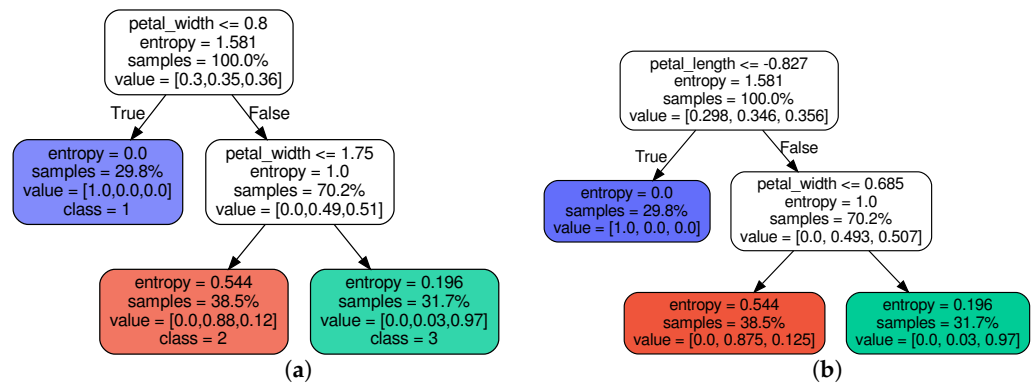 petal_width <= 0.8
entropy = 1.581
samples = 100.0%
value = [0.3,0.35,0.36]
True
False
entropy = 0.0
samples = 29.8%
value = [1.0,0.0,0.0]
class = 1
petal_width <= 1.75
entropy = 1.0
samples = 70.2%
value = [0.0,0.49,0.51]
entropy = 0.544
samples = 38.5%
value = [0.0,0.88,0.12]
class = 2
entropy = 0.196
samples = 31.7%
value = [0.0,0.03,0.97]
class = 3
(a)
petal_length <= -0.827
entropy = 1.581
samples = 100.0%
value = [0.298, 0.346, 0.356]
True
False
entropy = 0.0
samples = 29.8%
value = [1.0, 0.0, 0.0]
petal_width <= 0.685
entropy = 1.0
samples = 70.2%
value = [0.0, 0.493, 0.507]
entropy = 0.544
samples = 38.5%
value = [0.0, 0.875, 0.125]
entropy = 0.196
samples = 31.7%
value = [0.0, 0.03, 0.97]
(b)